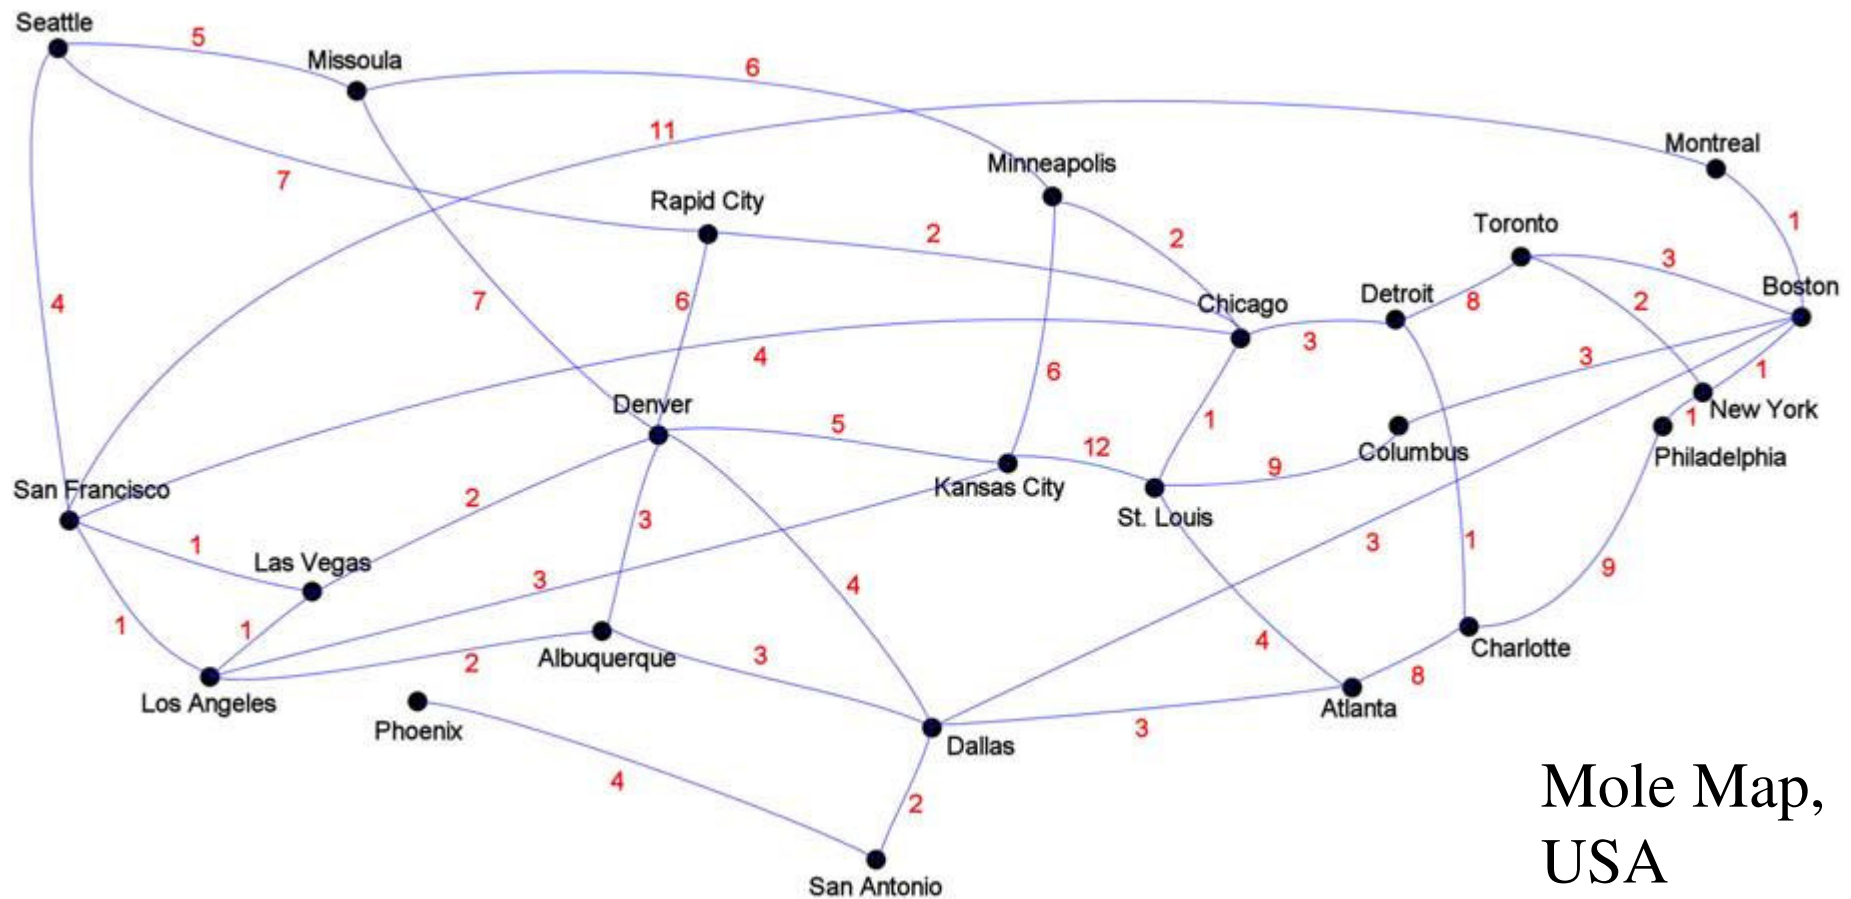 Seattle
5
Missoula
6
11
Montreal
Minneapolis
7
Rapid City
1
Toronto
2
2
3
Boston
4
7
6
Chicago
Detroit
8
2
3
4
6
3
1
Denver
New York
1
5
1
12
Columbus
Philadelphia
9
San Francisco
2
Kansas City
St. Louis
3
1
3
1
Las Vegas
9
3
4
1
1
4
Charlotte
2
Albuquerque
3
8
Los Angeles
Atlanta
Phoenix
3
Dallas
4
2
San Antonio
Mole Map,
USA